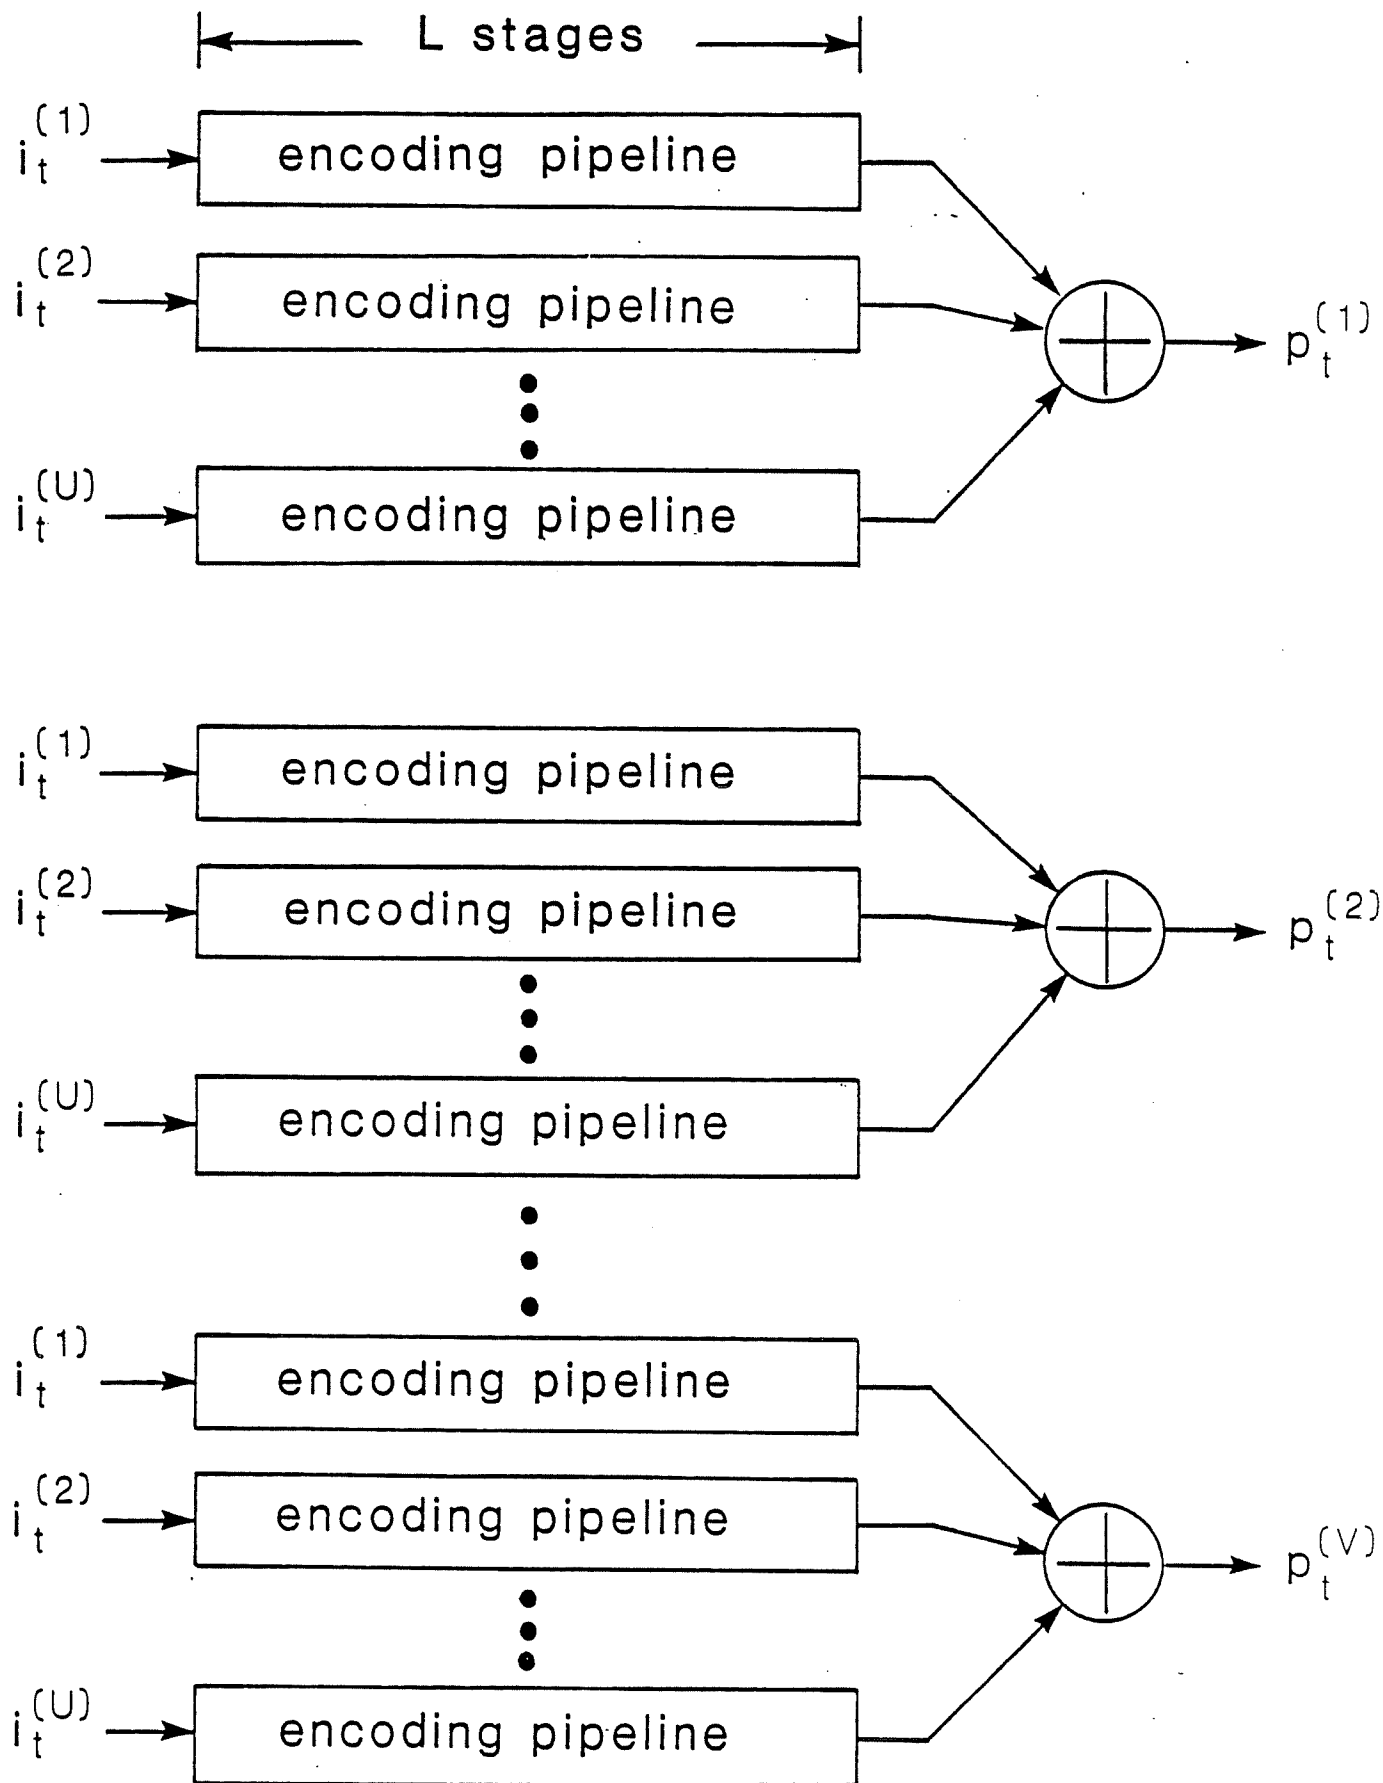 L stages
i_t^(1) encoding pipeline
i_t^(2) encoding pipeline
p_t^(1)
i_t^(U) encoding pipeline
i_t^(1) encoding pipeline
i_t^(2) encoding pipeline
p_t^(2)
i_t^(U) encoding pipeline
i_t^(1) encoding pipeline
i_t^(2) encoding pipeline
p_t^(V)
i_t^(U) encoding pipeline